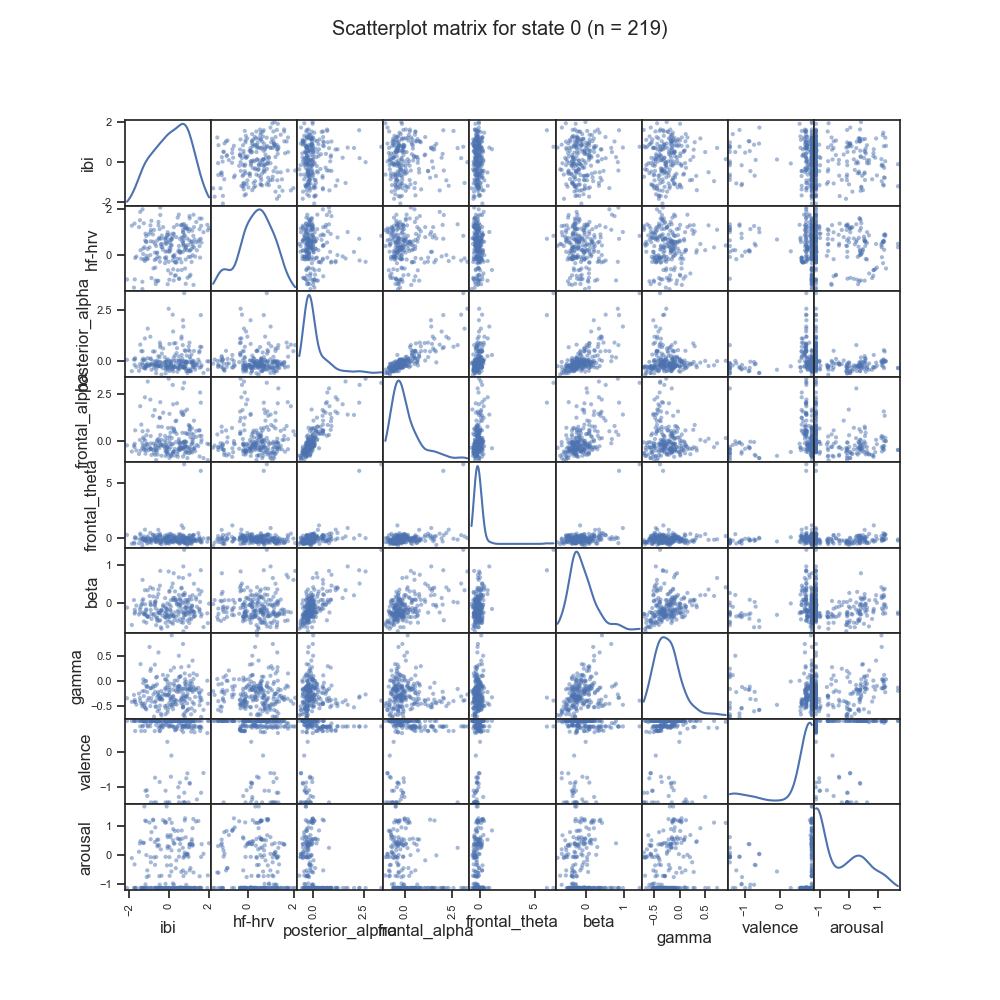 Scatterplot matrix for state 0 (n = 219)
2
0
−2
ibi
2
0
hf-hrv
2.5
0.0
posterior_alpha
2.5
0.0
frontal_alpha
5
0
frontal_theta
1
0
beta
0.5
0.0
−0.5
gamma
0
−1
valence
1
0
−1
arousal
−2 0 2 0 2 0.0 2.5 0.0 2.5 0 5 0 1 −0.5 0.0 0.5 −1 0 −1 0 1
ibi hf-hrv posterior_alpha frontal_alpha frontal_theta beta gamma valence arousal